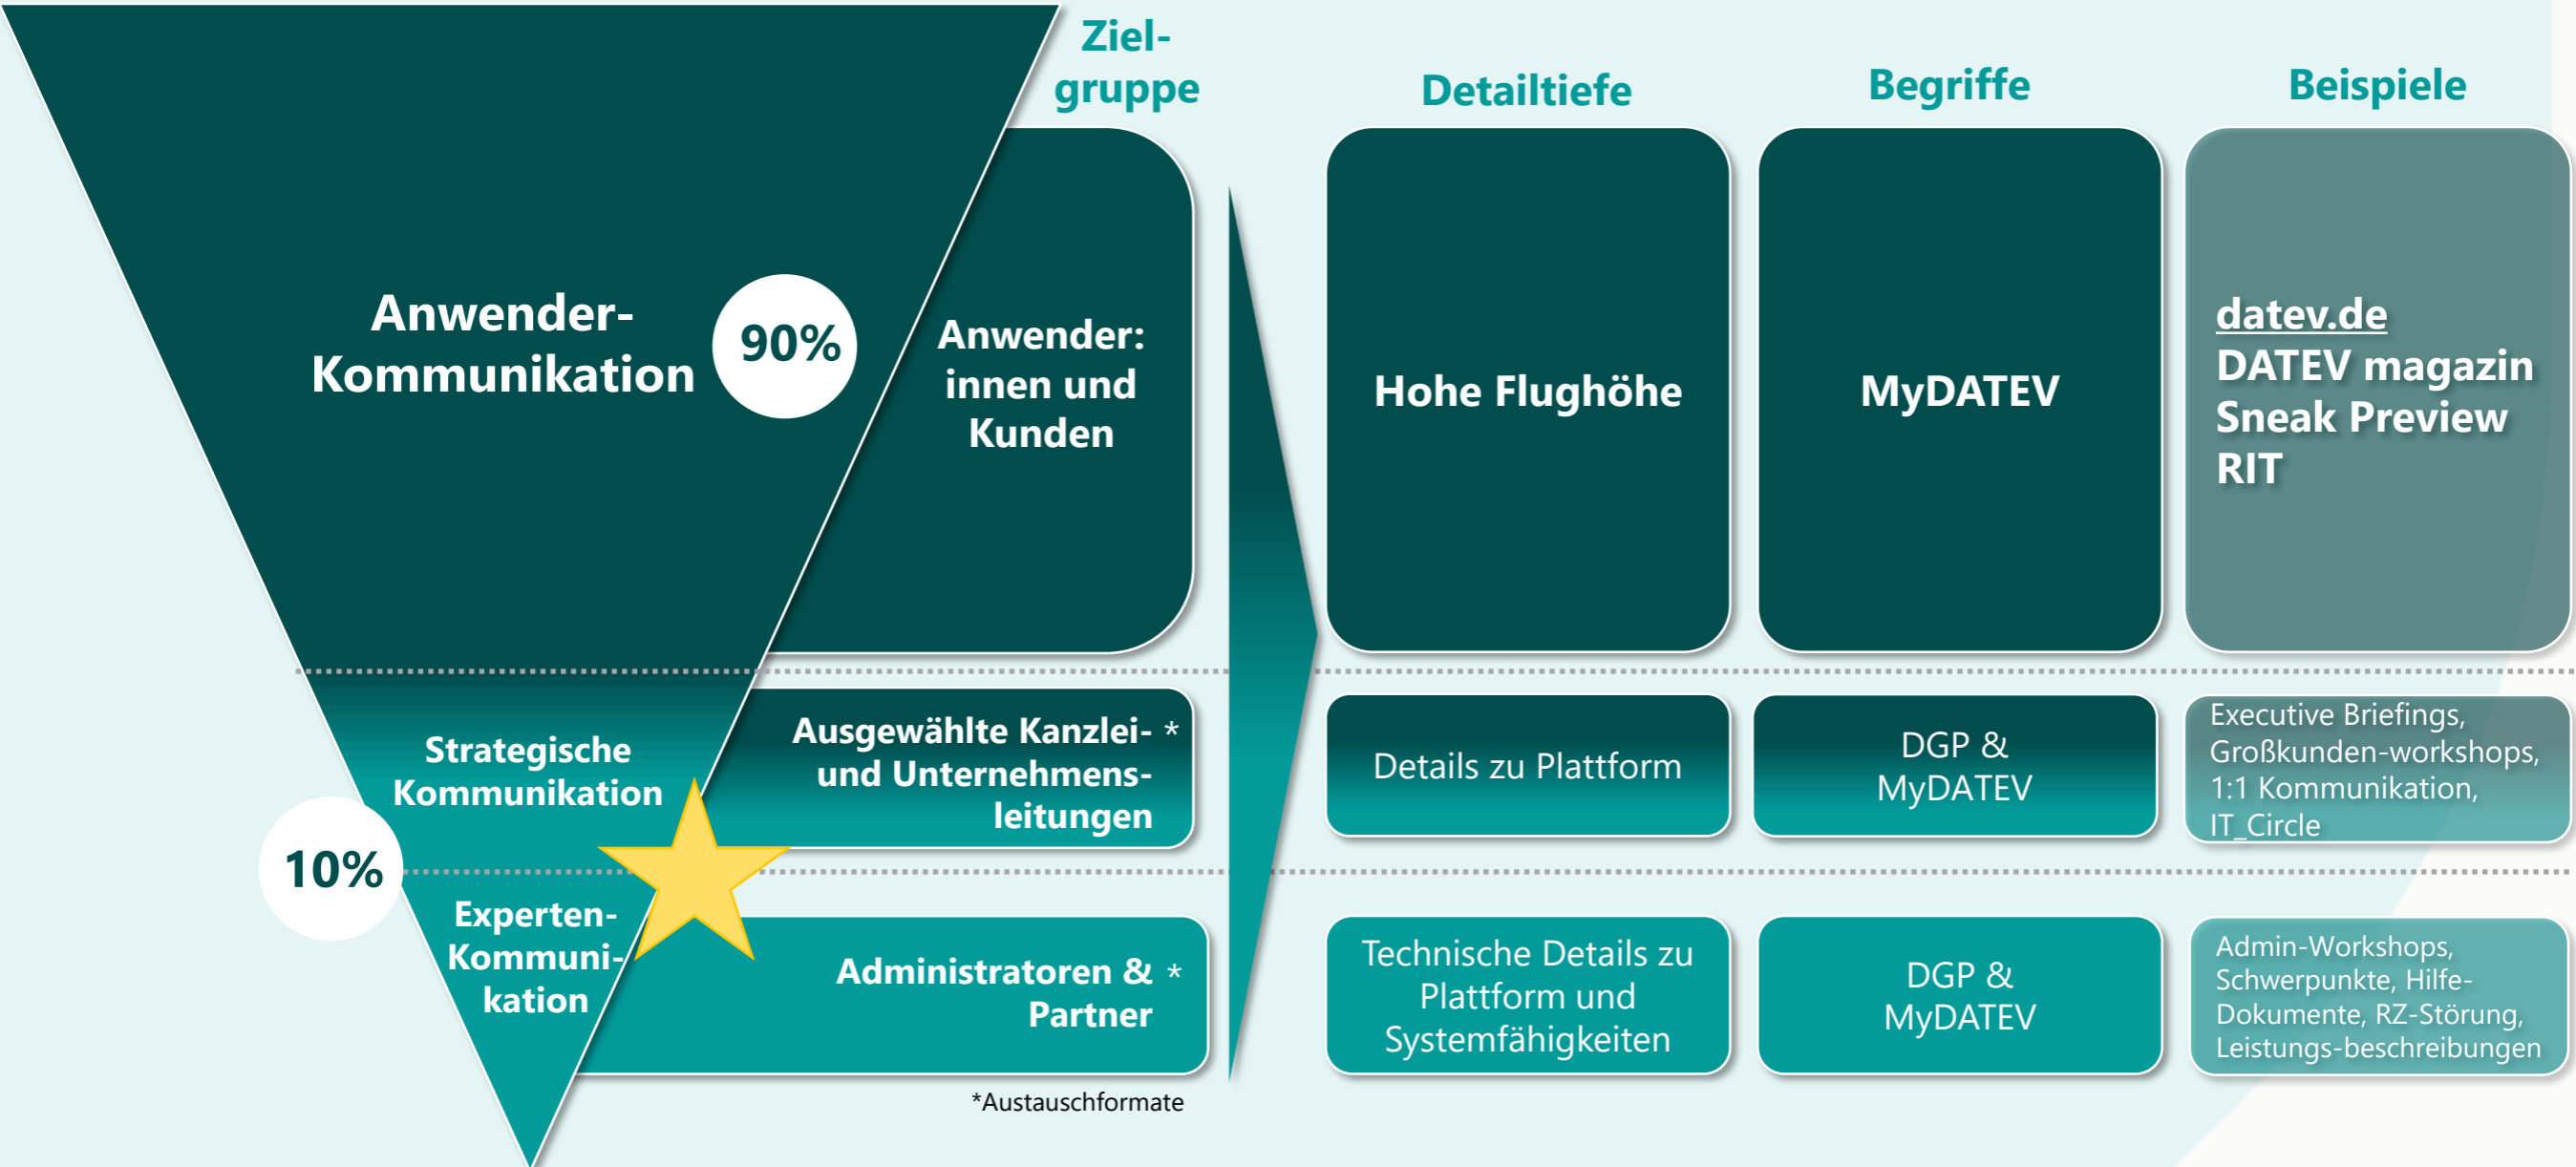 Ziel-
gruppe
Detailtiefe
Begriffe
Beispiele
Anwender-
Kommunikation
90%
Anwender:
innen und
Kunden
Hohe Flughöhe
MyDATEV
datev.de
DATEV magazin
Sneak Preview
RIT
Strategische
Kommunikation
Ausgewählte Kanzlei- *
und Unternehmens-
leitungen
Details zu Plattform
DGP &
MyDATEV
Executive Briefings,
Großkunden-workshops,
1:1 Kommunikation,
IT_Circle
10%
Experten-
Kommuni-
kation
Administratoren & *
Partner
Technische Details zu
Plattform und
Systemfähigkeiten
DGP &
MyDATEV
Admin-Workshops,
Schwerpunkte, Hilfe-
Dokumente, RZ-Störung,
Leistungs-beschreibungen
*Austauschformate